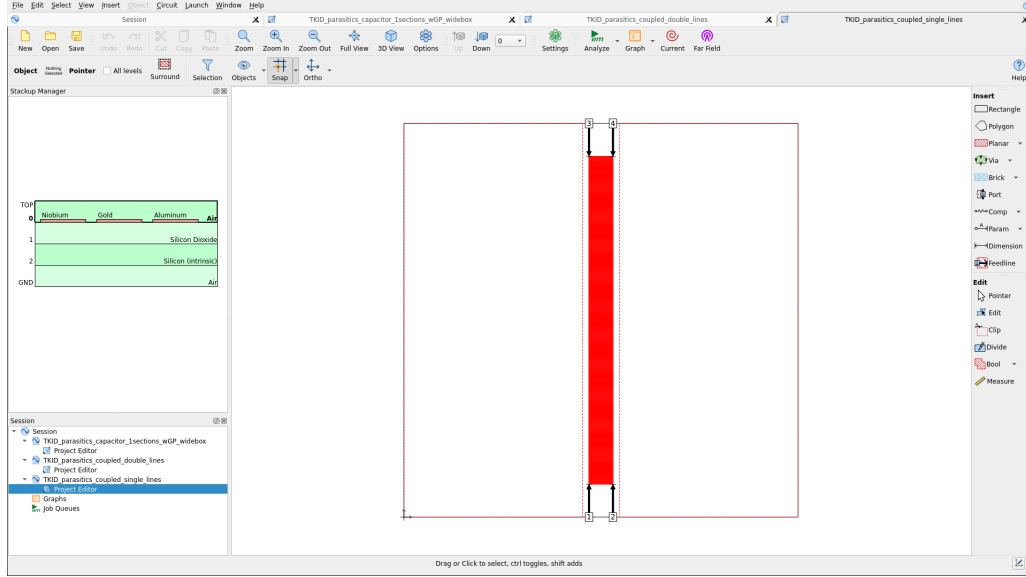 File Edit Select View Insert Object Circuit Launch Window Help
Session TKID_parasitics_capacitor_1sections_wGP_widebox TKID_parasitics_coupled_double_lines TKID_parasitics_coupled_single_lines
New Open Save Undo Redo Cut Copy Paste Zoom Zoom In Zoom Out Full View 3D View Options Up Down 0 Settings Analyze Graph Current Far Field
Object Nothing Selected Pointer All levels Surround Selection Objects Snap Ortho Help
Stackup Manager
TOP
0 Niobium Gold Aluminum Air
1 Silicon Dioxide
2 Silicon (intrinsic)
GND Air
Session
Session
TKID_parasitics_capacitor_1sections_wGP_widebox
Project Editor
TKID_parasitics_coupled_double_lines
Project Editor
TKID_parasitics_coupled_single_lines
Project Editor
Graphs
em Job Queues
3 4
1 2
Insert
Rectangle
Polygon
Planar
Via
Brick
Port
Comp
Param
Dimension
Feedline
Edit
Pointer
Edit
Clip
Divide
Bool
Measure
Drag or Click to select, ctrl toggles, shift adds